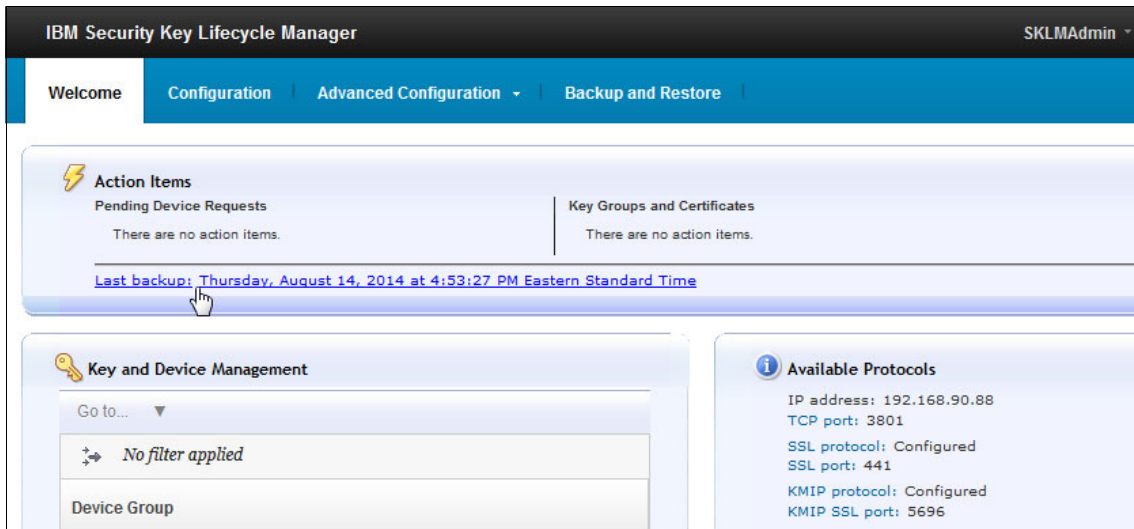 IBM Security Key Lifecycle Manager
SKLMAdmin
Welcome
Configuration
Advanced Configuration
Backup and Restore
Action Items
Pending Device Requests
There are no action items.
Key Groups and Certificates
There are no action items.
Last backup: Thursday, August 14, 2014 at 4:53:27 PM Eastern Standard Time
Key and Device Management
Go to...
No filter applied
Device Group
Available Protocols
IP address: 192.168.90.88
TCP port: 3801
SSL protocol: Configured
SSL port: 441
KMIP protocol: Configured
KMIP SSL port: 5696